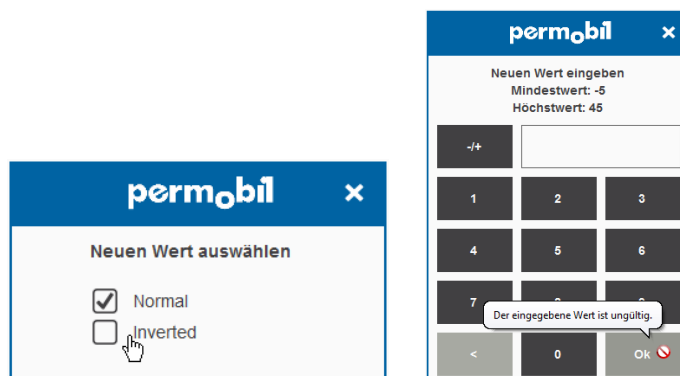 permobil
Neuen Wert auswählen
Normal
Inverted
permobil
Neuen Wert eingeben
Mindestwert: -5
Höchstwert: 45
-/+
1 2 3
4 5 6
7
Der eingegebene Wert ist ungültig.
< 0 Ok